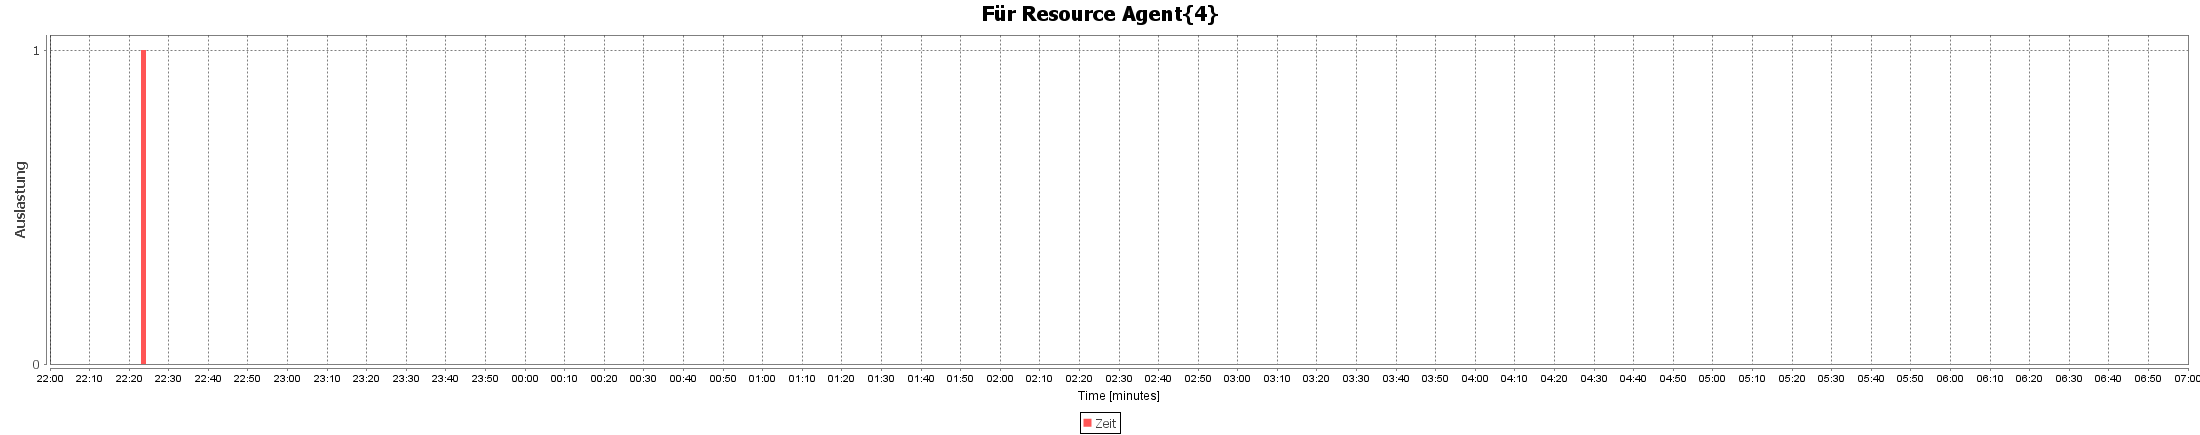 Für Resource Agent{4}
Auslastung
1
0
22:00 22:10 22:20 22:30 22:40 22:50 23:00 23:10 23:20 23:30 23:40 23:50 00:00 00:10 00:20 00:30 00:40 00:50 01:00 01:10 01:20 01:30 01:40 01:50 02:00 02:10 02:20 02:30 02:40 02:50 03:00 03:10 03:20 03:30 03:40 03:50 04:00 04:10 04:20 04:30 04:40 04:50 05:00 05:10 05:20 05:30 05:40 05:50 06:00 06:10 06:20 06:30 06:40 06:50 07:00
Time [minutes]
Zeit